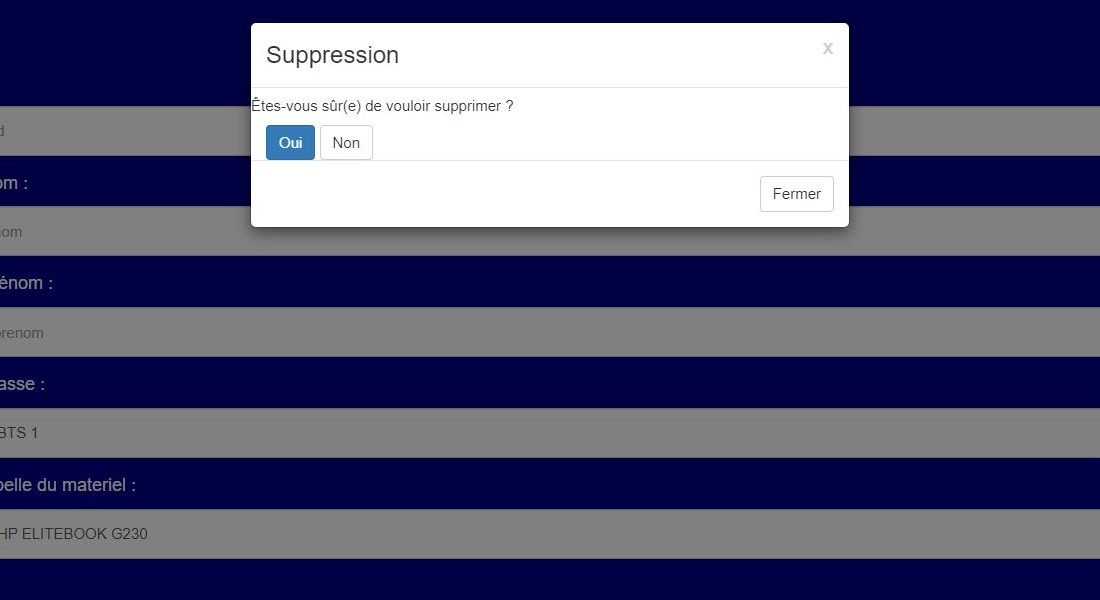 Suppression
x
Êtes-vous sûr(e) de vouloir supprimer ?
Oui Non
Fermer
d
om :
om
énom :
prenom
asse :
BTS 1
belle du materiel :
HP ELITEBOOK G230